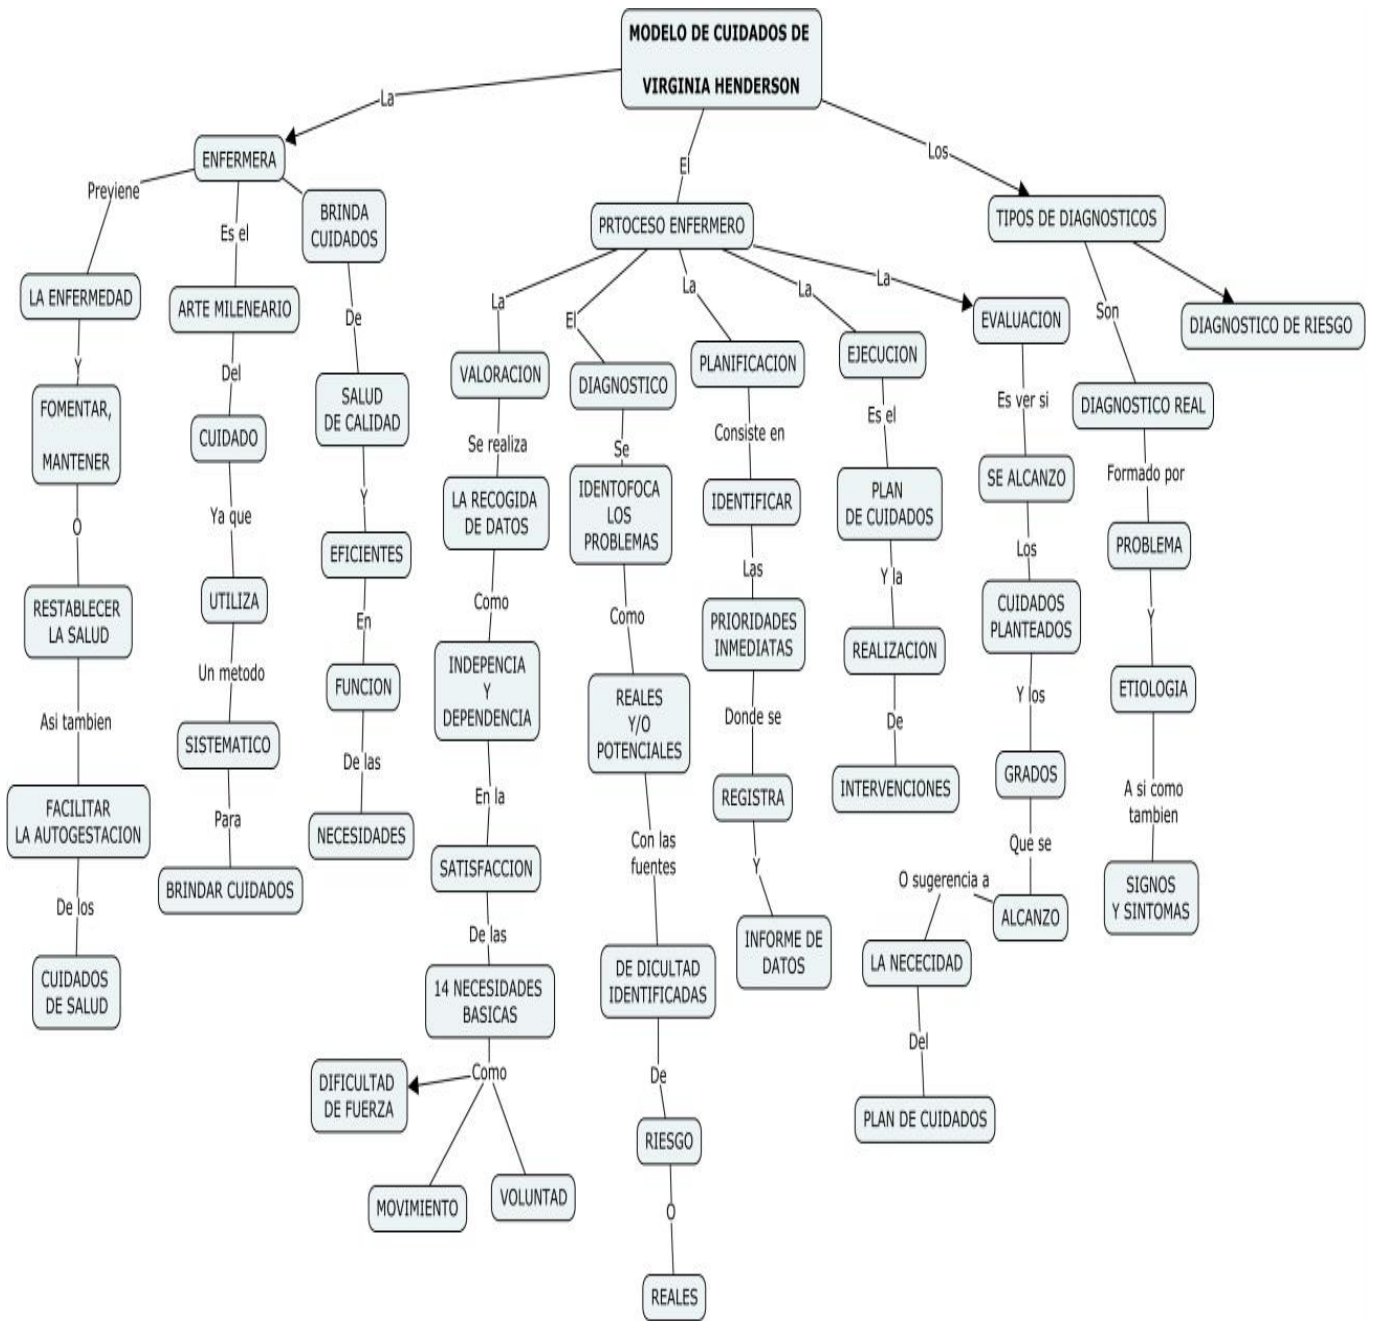 MODELO DE CUIDADOS DE
VIRGINIA HENDERSON
La
El
Los
ENFERMERA
Previene
LA ENFERMEDAD
Y
FOMENTAR,
MANTENER
O
RESTABLECER
LA SALUD
Asi tambien
FACILITAR
LA AUTOGESTACION
De los
CUIDADOS
DE SALUD
Es el
ARTE MILENEARIO
Del
CUIDADO
Ya que
UTILIZA
Un metodo
SISTEMATICO
Para
BRINDAR CUIDADOS
BRINDA
CUIDADOS
De
SALUD
DE CALIDAD
Y
EFICIENTES
En
FUNCION
De las
NECESIDADES
PRTOCESO ENFERMERO
La
VALORACION
Se realiza
LA RECOGIDA
DE DATOS
Como
INDEPENCIA
Y
DEPENDENCIA
En la
SATISFACCION
De las
14 NECESIDADES
BASICAS
Como
DIFICULTAD
DE FUERZA
MOVIMIENTO
VOLUNTAD
El
DIAGNOSTICO
Se
IDENTOFOCA
LOS
PROBLEMAS
Como
REALES
Y/O
POTENCIALES
Con las
fuentes
DE DICULTAD
IDENTIFICADAS
De
RIESGO
O
REALES
La
PLANIFICACION
Consiste en
IDENTIFICAR
Las
PRIORIDADES
INMEDIATAS
Donde se
REGISTRA
Y
INFORME DE
DATOS
La
EJECUCION
Es el
PLAN
DE CUIDADOS
Y la
REALIZACION
De
INTERVENCIONES
La
EVALUACION
Es ver si
SE ALCANZO
Los
CUIDADOS
PLANTEADOS
Y los
GRADOS
Que se
ALCANZO
O sugerencia a
LA NECECIDAD
Del
PLAN DE CUIDADOS
TIPOS DE DIAGNOSTICOS
Son
DIAGNOSTICO REAL
Formado por
PROBLEMA
Y
ETIOLOGIA
A si como
tambien
SIGNOS
Y SINTOMAS
DIAGNOSTICO DE RIESGO